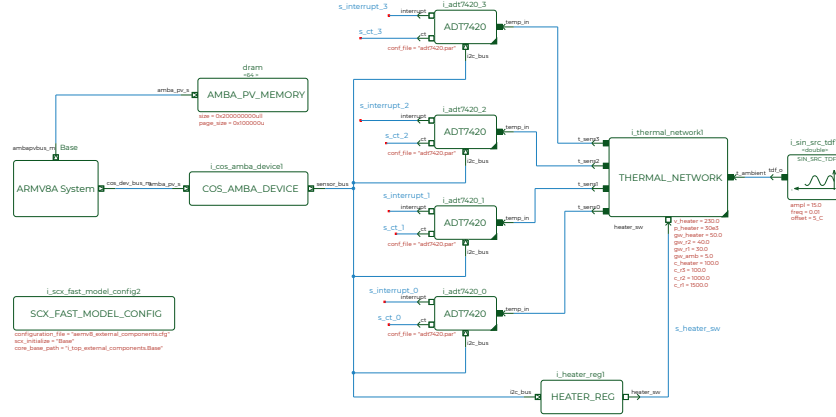 s_interrupt_3
i_adt7420_3
interrupt
temp_in
ADT7420
s_ct_3
ct
conf_file = "adt7420.par"
i2c_bus
dram
<64 >
amba_pv_s
AMBA_PV_MEMORY
size = 0x200000000ull
page_size = 0x100000u
s_interrupt_2
i_adt7420_2
interrupt
temp_in
ADT7420
s_ct_2
ct
conf_file = "adt7420.par"
i2c_bus
ambapvbus_m
Base
ARMV8A System
cos_dev_bus_m
amba_pv_s
i_cos_amba_device1
COS_AMBA_DEVICE
sensor_bus
i_thermal_network1
t_sens3
t_sens2
t_sens1
t_sens0
THERMAL_NETWORK
t_ambient
heater_sw
v_heater = 230.0
p_heater = 30e3
gw_heater = 50.0
gw_r2 = 40.0
gw_r1 = 30.0
gw_amb = 5.0
c_heater = 100.0
c_r3 = 100.0
c_r2 = 1000.0
c_r1 = 1500.0
i_sin_src_tdf
<double>
SIN_SRC_TDF
tdf_o
ampl = 15.0
freq = 0.01
offset = 5_C
s_interrupt_1
i_adt7420_1
interrupt
temp_in
ADT7420
s_ct_1
ct
conf_file = "adt7420.par"
i2c_bus
i_scx_fast_model_config2
SCX_FAST_MODEL_CONFIG
configuration_file = "aemv8_external_components.cfg"
scx_initialize = "Base"
core_base_path = "i_top_external_components.Base"
s_interrupt_0
i_adt7420_0
interrupt
temp_in
ADT7420
s_ct_0
ct
conf_file = "adt7420.par"
i2c_bus
s_heater_sw
i_heater_reg1
i2c_bus
HEATER_REG
heater_sw